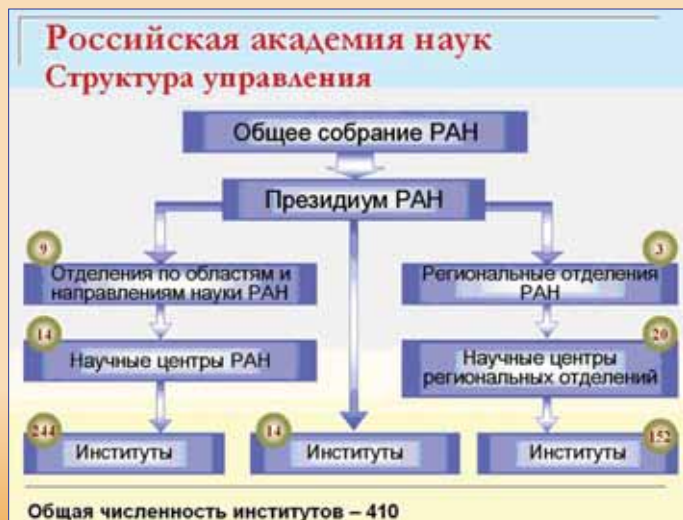 Российская академия наук
Структура управления
Общее собрание РАН
Президиум РАН
9
Отделения по областям и
направлениям науки РАН
3
Региональные отделения
РАН
14
Научные центры РАН
20
Научные центры
региональных отделений
244
Институты
14
Институты
152
Институты
Общая численность институтов – 410